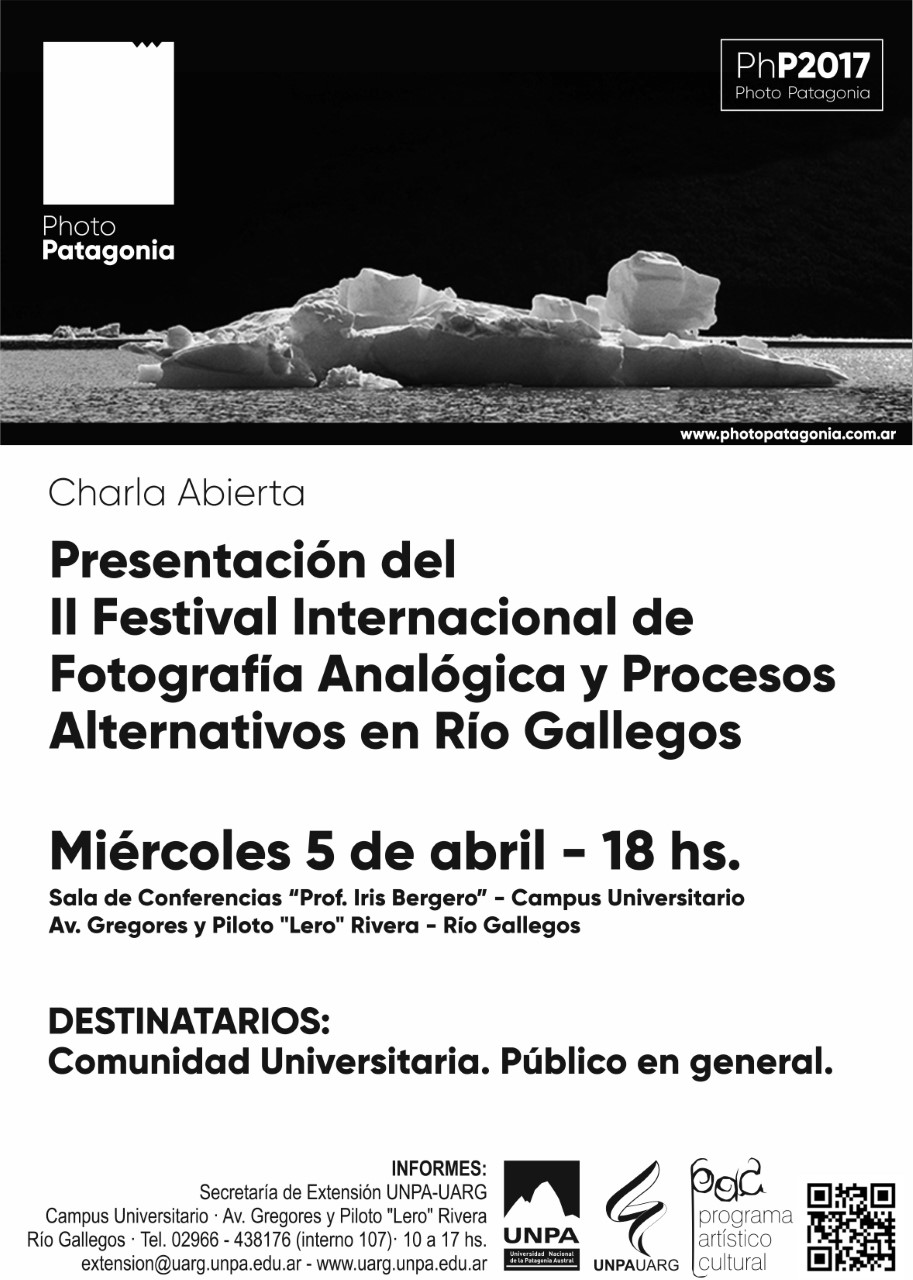 PhP2017
Photo Patagonia
Photo
Patagonia
www.photopatagonia.com.ar
Charla Abierta
Presentación del
II Festival Internacional de
Fotografía Analógica y Procesos
Alternativos en Río Gallegos
Miércoles 5 de abril - 18 hs.
Sala de Conferencias “Prof. Iris Bergero” - Campus Universitario
Av. Gregores y Piloto "Lero" Rivera - Río Gallegos
DESTINATARIOS:
Comunidad Universitaria. Público en general.
INFORMES:
Secretaría de Extensión UNPA-UARG
Campus Universitario · Av. Gregores y Piloto "Lero" Rivera
Río Gallegos · Tel. 02966 - 438176 (interno 107)· 10 a 17 hs.
extension@uarg.unpa.edu.ar - www.uarg.unpa.edu.ar
UNPA
Universidad Nacional
de la Patagonia Austral
UNPAUARG
pac
programa
artístico
cultural